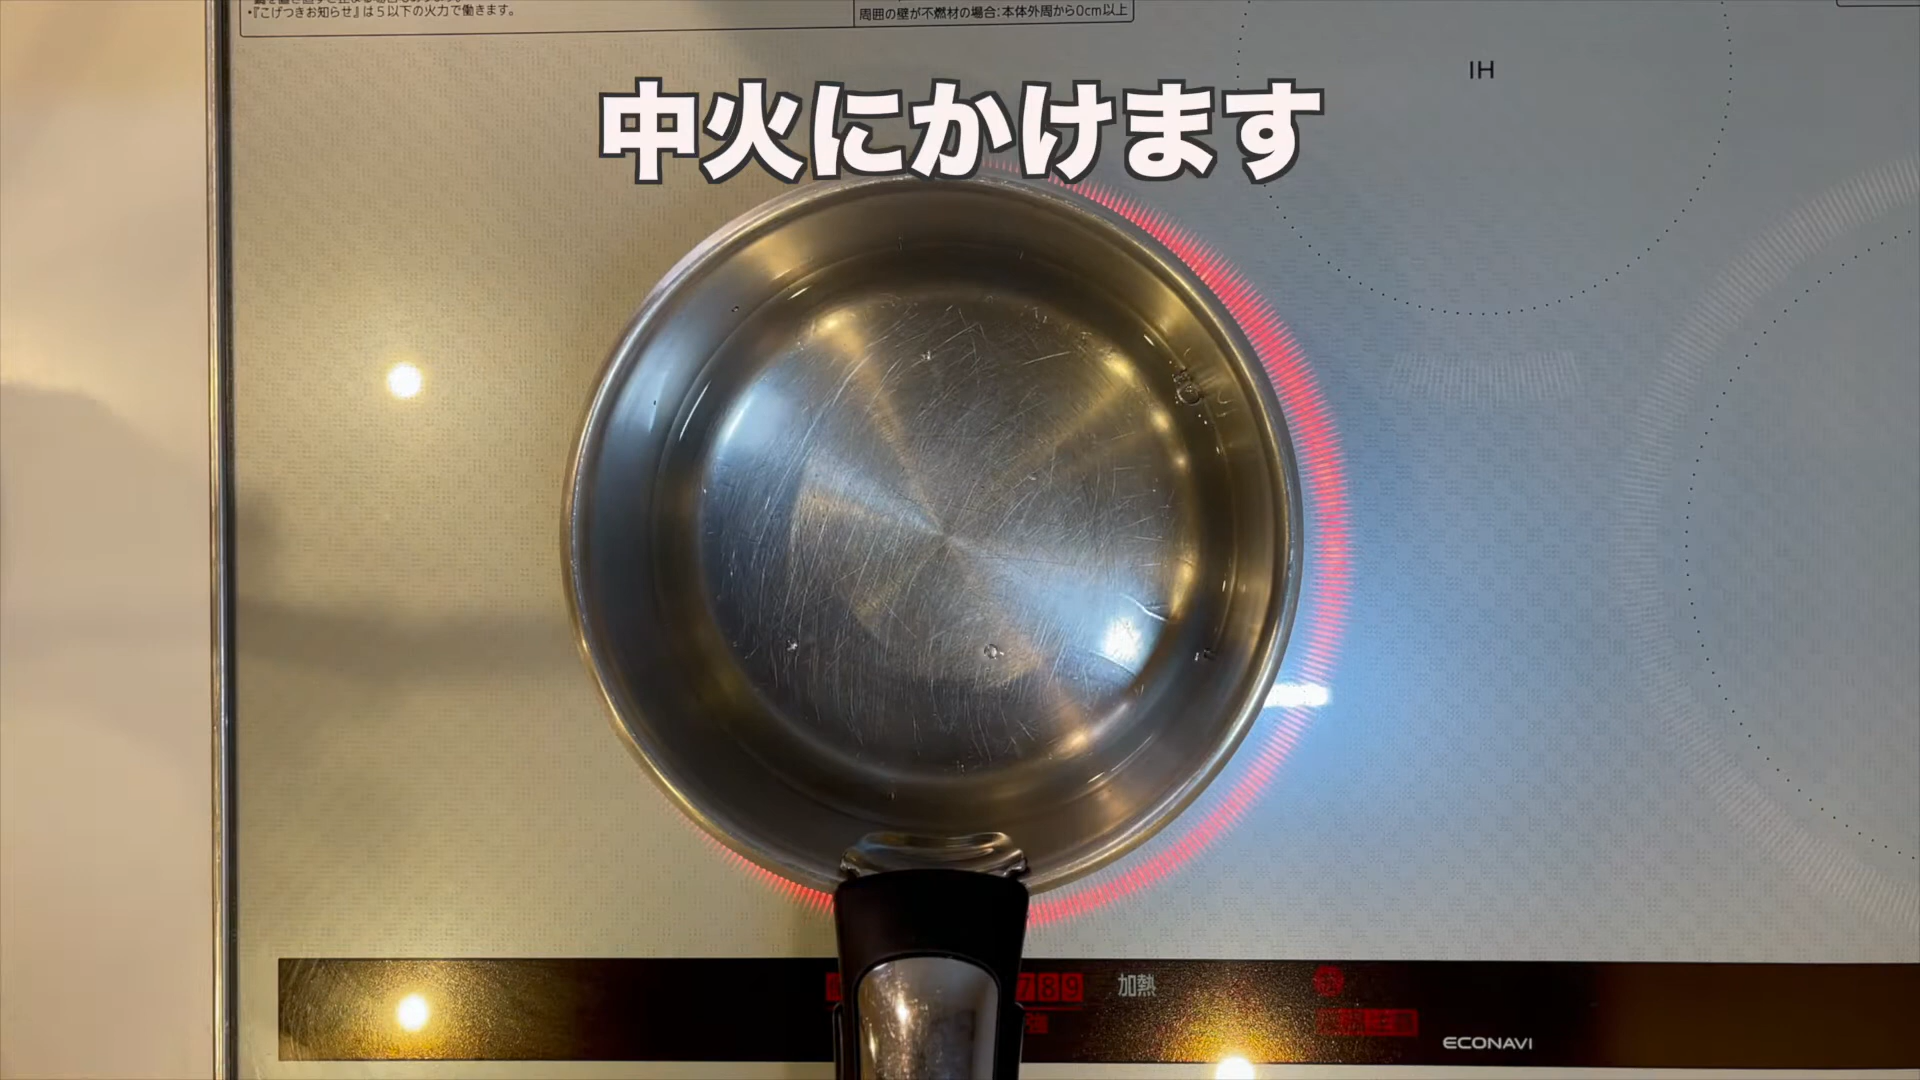 ・『こげつきお知らせ』は5以下の火力で働きます。
周囲の壁が不燃材の場合:本体外周から0cm以上
IH
中火にかけます
789
加熱
ECONAVI